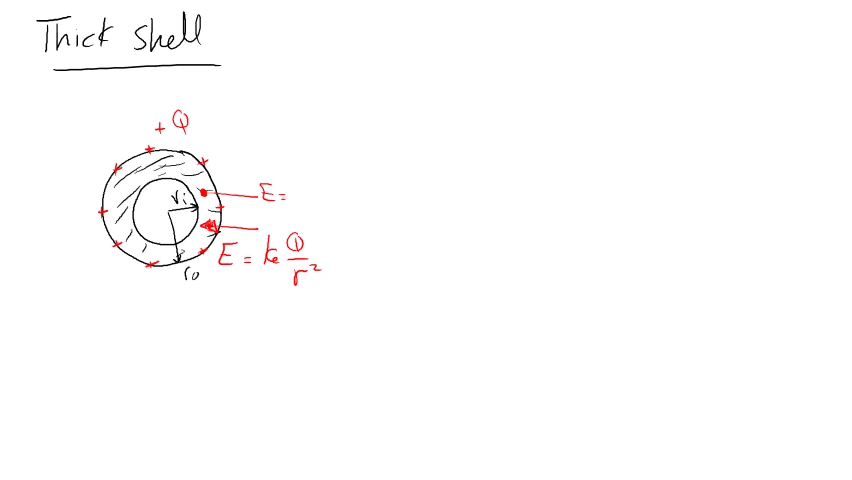 Thick shell
+ Q
ri
E =
E = ke Q/r²
ro